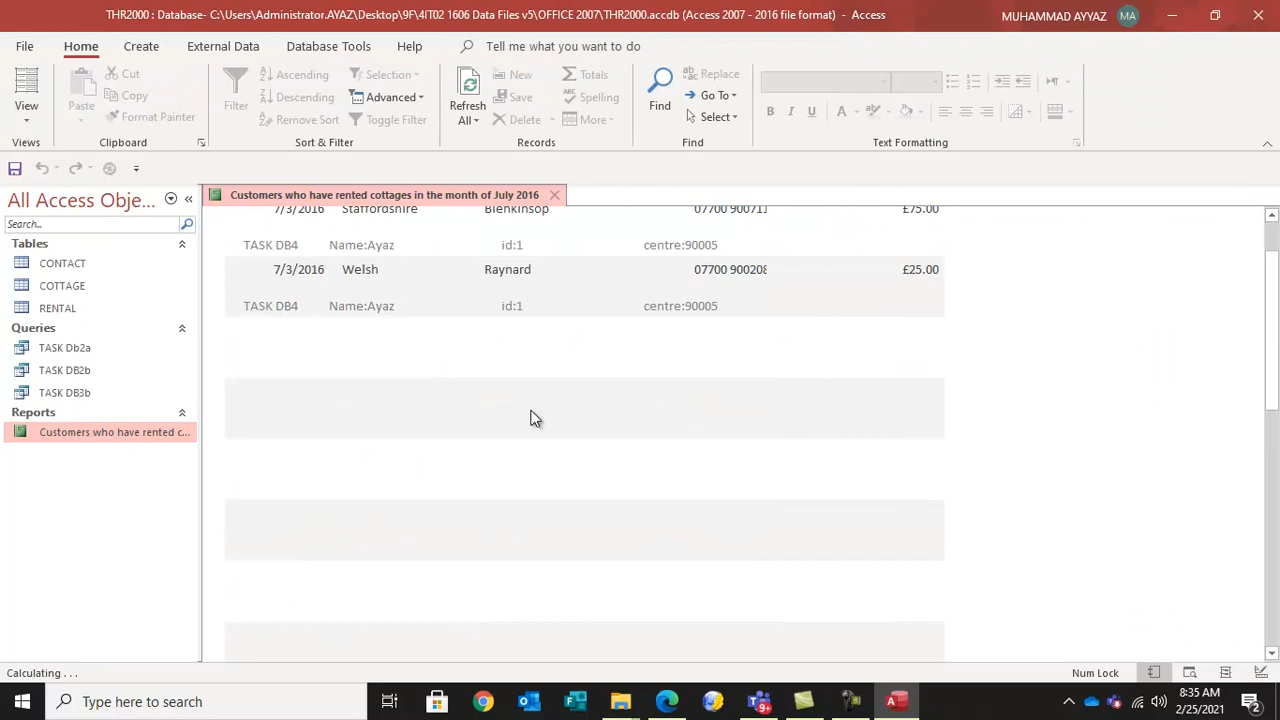 THR2000 : Database- C:\Users\Administrator.AYAZ\Desktop\9F\4IT02 1606 Data Files v5\OFFICE 2007\THR2000.accdb (Access 2007 - 2016 file format) - Access
MUHAMMAD AYYAZ MA
File Home Create External Data Database Tools Help Tell me what you want to do
View
Views
Paste
Cut
Copy
Format Painter
Clipboard
Filter
Ascending
Descending
Remove Sort
Selection
Advanced
Toggle Filter
Sort & Filter
Refresh All
New
Save
Delete
Totals
Spelling
More
Records
Find
Replace
Go To
Select
Find
B I U A
Text Formatting
All Access Obje...
Search...
Tables
CONTACT
COTTAGE
RENTAL
Queries
TASK Db2a
TASK DB2b
TASK DB3b
Reports
Customers who have rented c...
Customers who have rented cottages in the month of July 2016
7/3/2016 Staffordshire Blenkinsop 07700 90071 £75.00
TASK DB4 Name:Ayaz id:1 centre:90005
7/3/2016 Welsh Raynard 07700 900208 £25.00
TASK DB4 Name:Ayaz id:1 centre:90005
Calculating . . .
Num Lock
Type here to search
9+
8:35 AM
2/25/2021
2